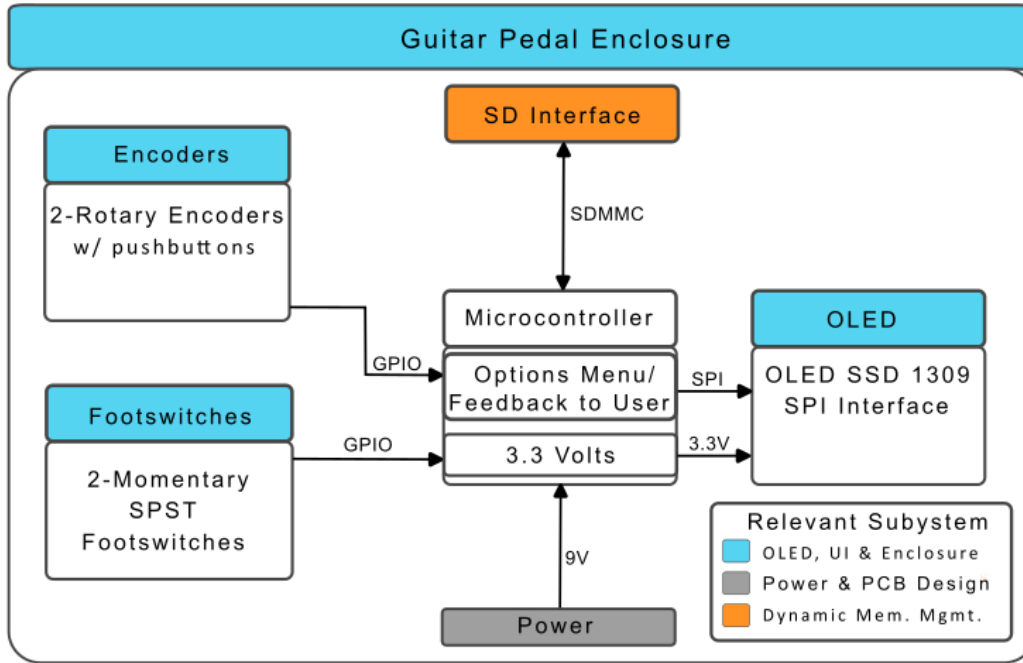 Guitar Pedal Enclosure
SD Interface
Encoders
2-Rotary Encoders
w/ pushbuttons
SDMMC
Microcontroller
OLED
GPIO
Options Menu/
Feedback to User
SPI
OLED SSD 1309
SPI Interface
Footswitches
GPIO
3.3 Volts
3.3V
2-Momentary
SPST
Footswitches
9V
Power
Relevant Subystem
OLED, UI & Enclosure
Power & PCB Design
Dynamic Mem. Mgmt.